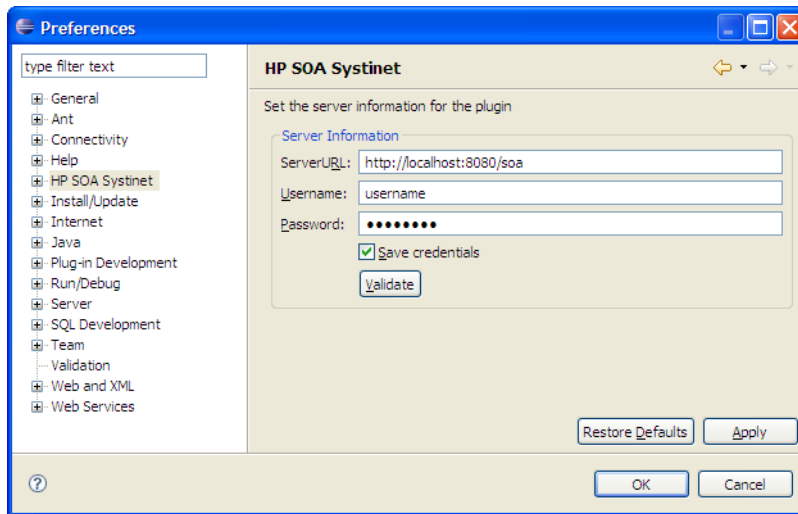 Preferences
type filter text
General
Ant
Connectivity
Help
HP SOA Systinet
Install/Update
Internet
Java
Plug-in Development
Run/Debug
Server
SQL Development
Team
Validation
Web and XML
Web Services
HP SOA Systinet
Set the server information for the plugin
Server Information
ServerURL: http://localhost:8080/soa
Username: username
Password: ●●●●●●●●
Save credentials
Validate
Restore Defaults Apply
? OK Cancel